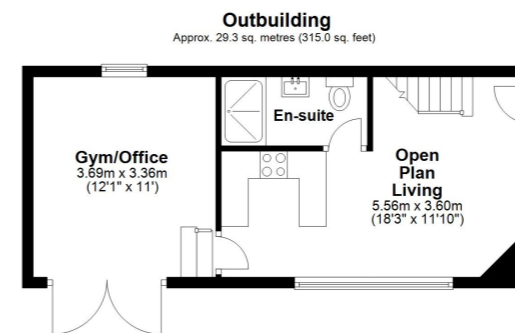 Outbuilding
Approx. 29.3 sq. metres (315.0 sq. feet)
En-suite
Gym/Office
3.69m x 3.36m
(12'1" x 11')
Open
Plan
Living
5.56m x 3.60m
(18'3" x 11'10")